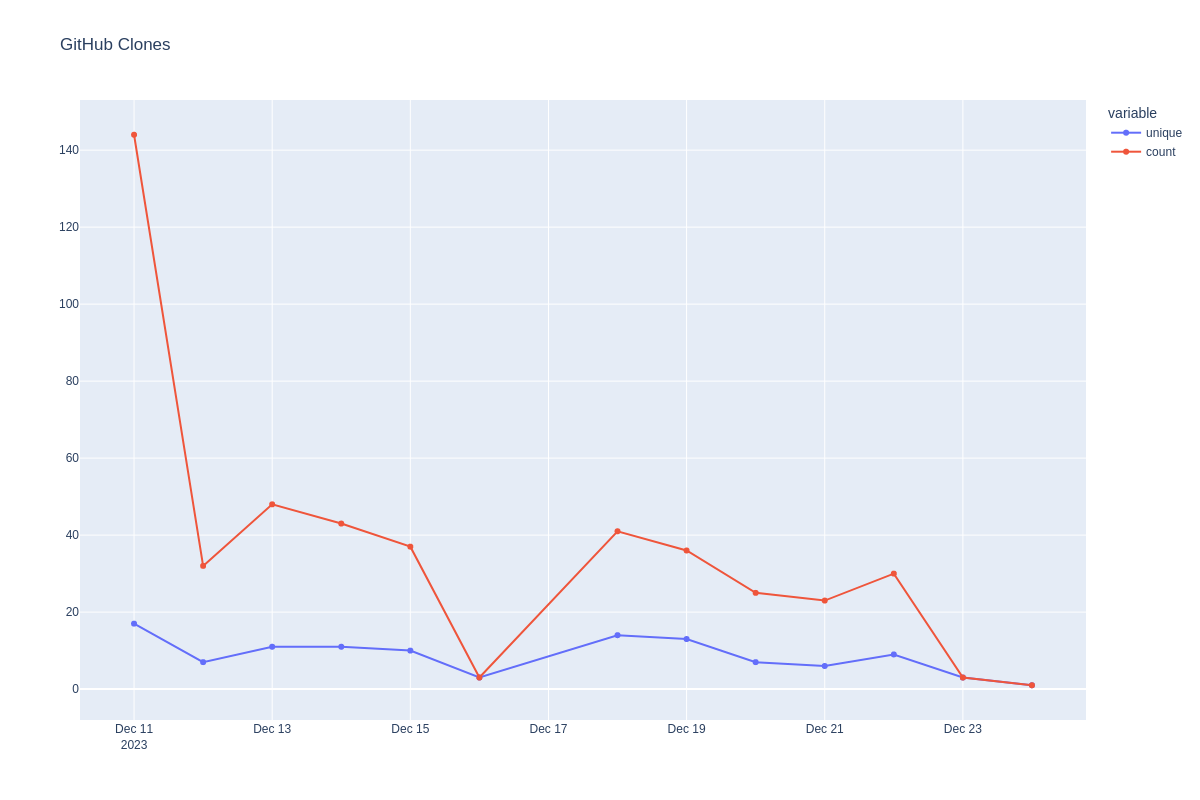 GitHub Clones
variable
unique
count
140
120
100
80
60
40
20
0
Dec 11
2023
Dec 13
Dec 15
Dec 17
Dec 19
Dec 21
Dec 23